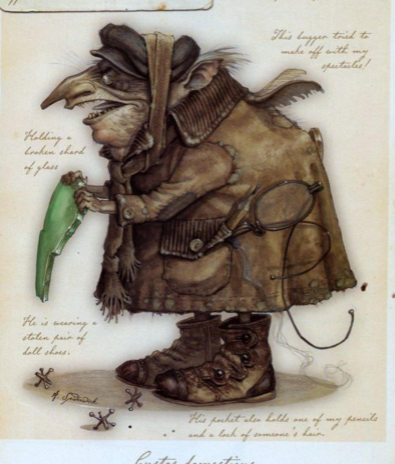 This bugger tried to
make off with my
spectacles!
Holding a
broken shard
of glass
He is wearing a
stolen pair of
doll shoes.
His pocket also holds one of my pencils
and a lock of someone's hair.